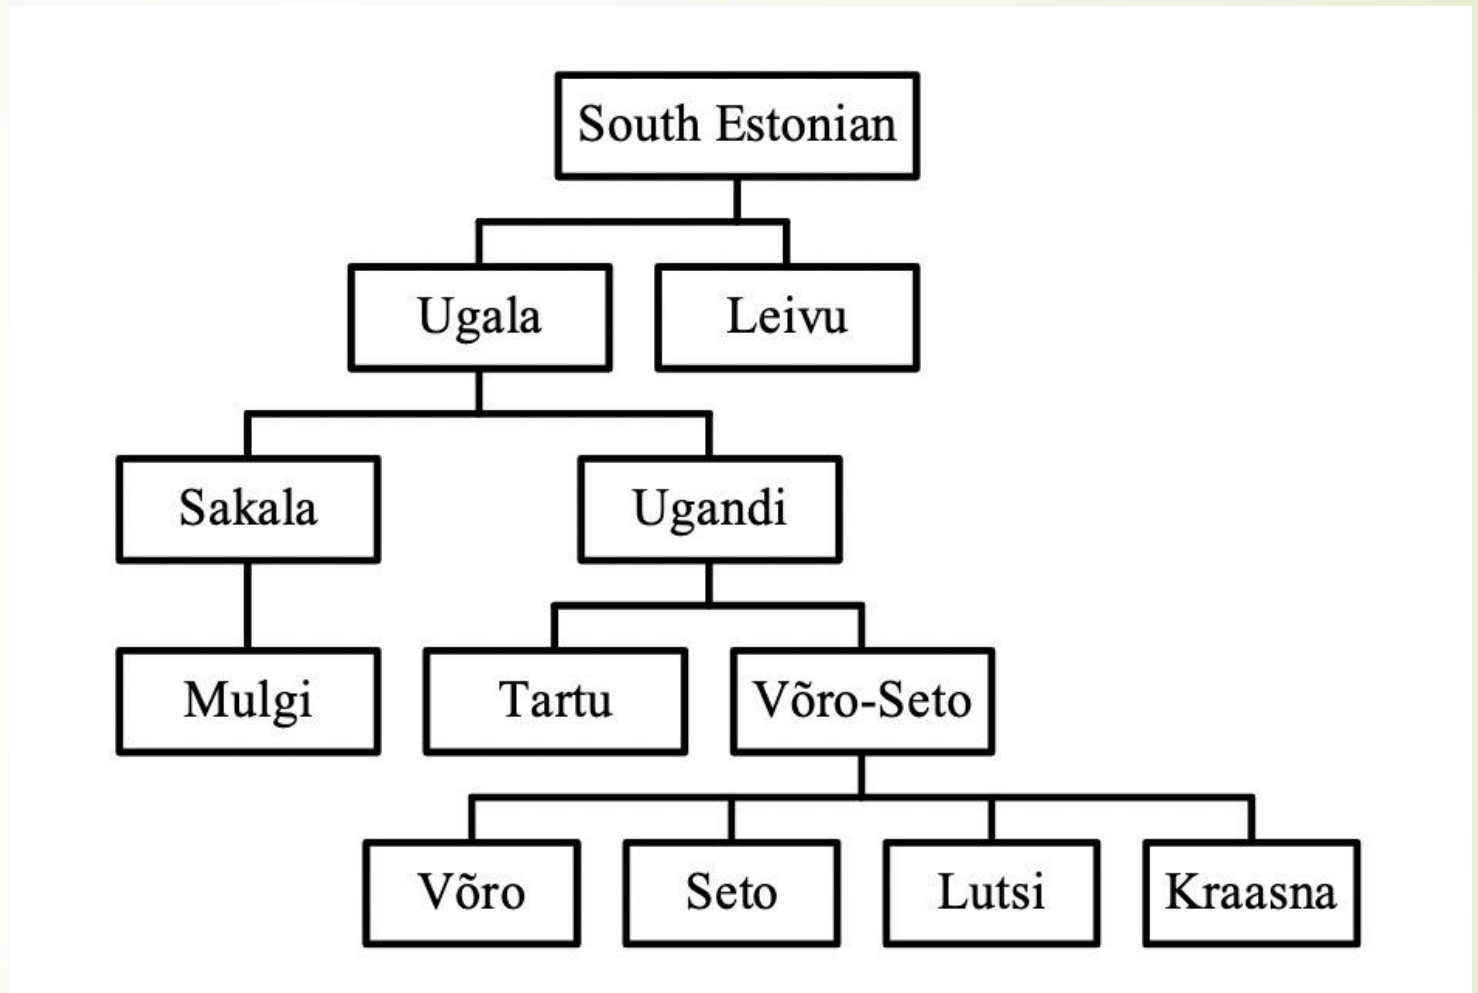 South Estonian
Ugala
Leivu
Sakala
Ugandi
Mulgi
Tartu
Võro-Seto
Võro
Seto
Lutsi
Kraasna